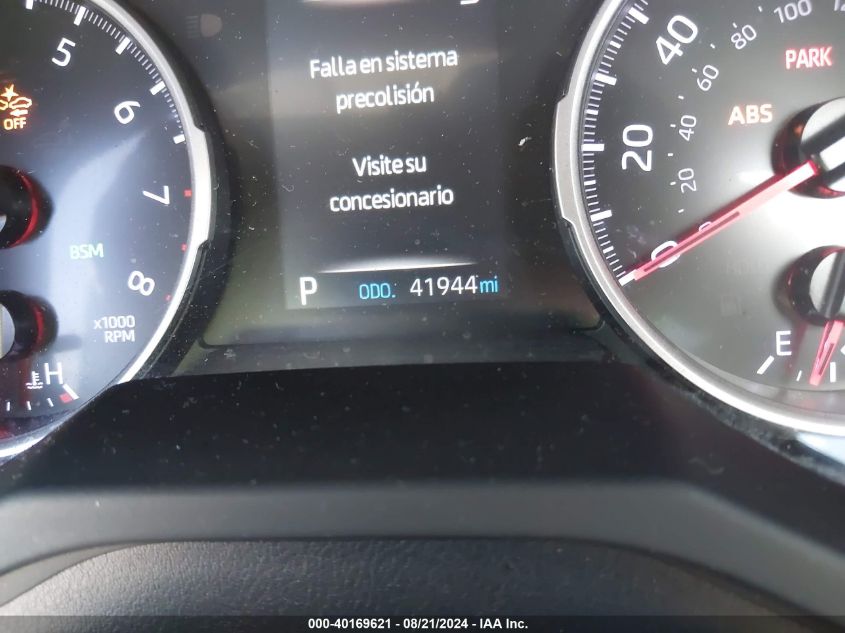 5
6
7
8
OFF
BSM
x1000
RPM
H
Falla en sistema
precolisión
Visite su
concesionario
P ODO. 41944 mi
40
20
0
100
80
60
40
20
PARK
ABS
E
000-40169621 - 08/21/2024 - IAA Inc.